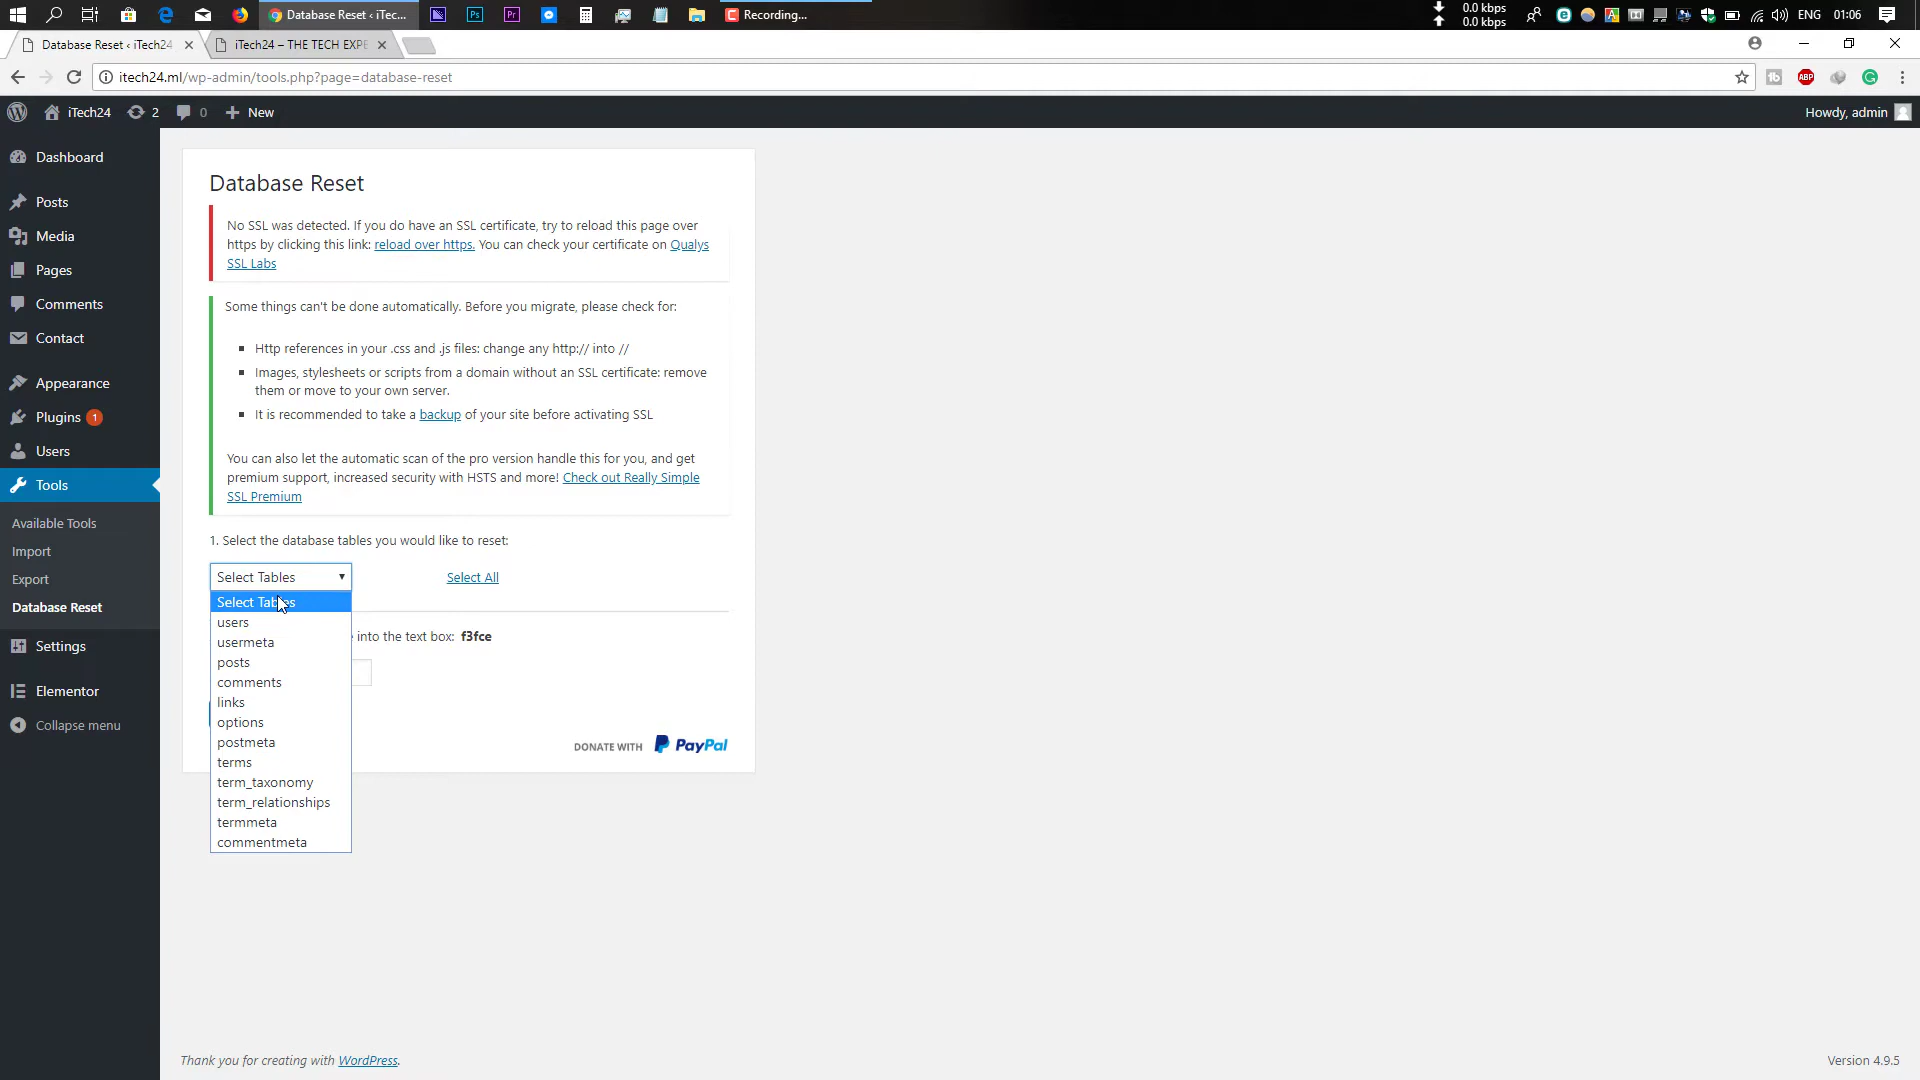 Database Reset ‹ iTec...
Ps
Pr
Recording...
0.0 kbps
0.0 kbps
ENG
01:06
Database Reset ‹ iTech24
iTech24 – THE TECH EXPE
itech24.ml/wp-admin/tools.php?page=database-reset
ABP
iTech24
2
0
New
Howdy, admin
Dashboard
Posts
Media
Pages
Comments
Contact
Appearance
Plugins 1
Users
Tools
Available Tools
Import
Export
Database Reset
Settings
Elementor
Collapse menu
Database Reset
No SSL was detected. If you do have an SSL certificate, try to reload this page over
https by clicking this link: reload over https. You can check your certificate on Qualys
SSL Labs
Some things can't be done automatically. Before you migrate, please check for:
Http references in your .css and .js files: change any http:// into //
Images, stylesheets or scripts from a domain without an SSL certificate: remove
them or move to your own server.
It is recommended to take a backup of your site before activating SSL
You can also let the automatic scan of the pro version handle this for you, and get
premium support, increased security with HSTS and more! Check out Really Simple
SSL Premium
1. Select the database tables you would like to reset:
Select Tables
Select All
Select Tables
users
usermeta
posts
comments
links
options
postmeta
terms
term_taxonomy
term_relationships
termmeta
commentmeta
into the text box: f3fce
DONATE WITH PayPal
Thank you for creating with WordPress.
Version 4.9.5